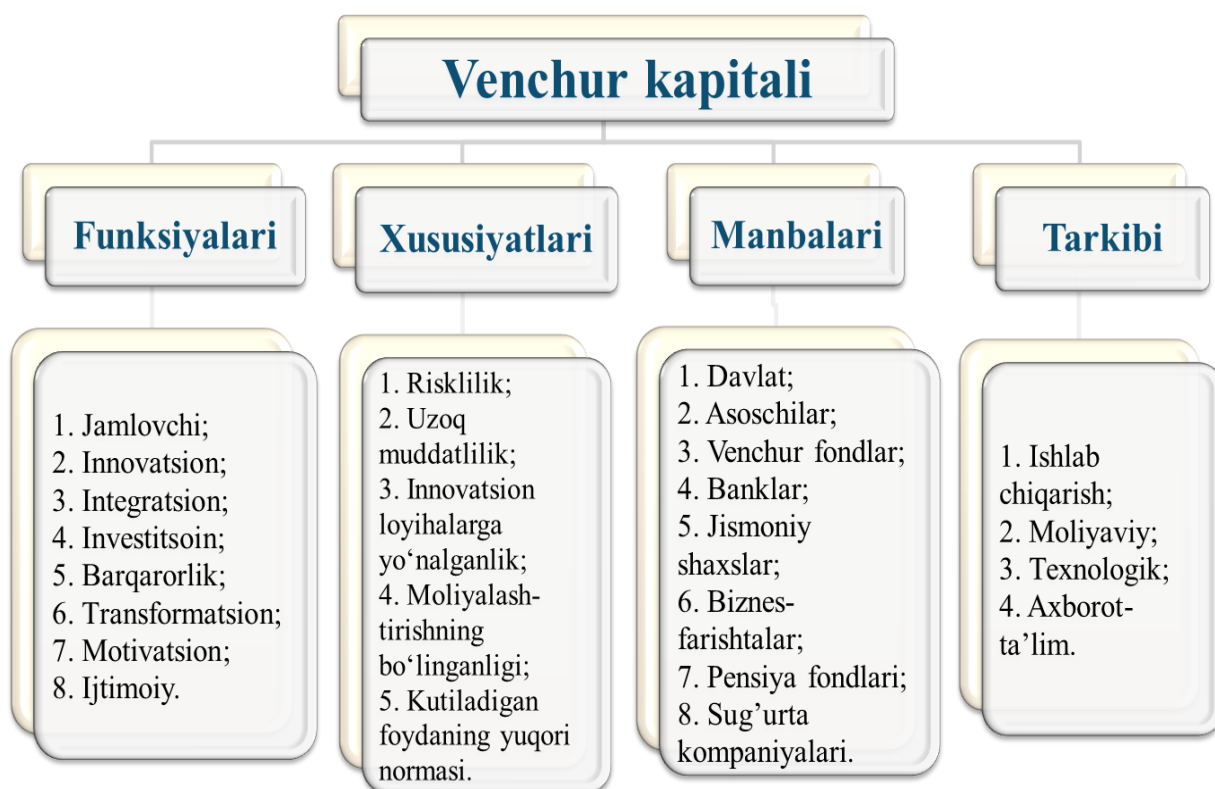 Venchur kapitali
Funksiyalari
Xususiyatlari
Manbalari
Tarkibi
1. Jamlovchi;
2. Innovatsion;
3. Integratsion;
4. Investitsoin;
5. Barqarorlik;
6. Transformatsion;
7. Motivatsion;
8. Ijtimoiy.
1. Risklilik;
2. Uzoq
muddatlilik;
3. Innovatsion
loyihalarga
yo‘nalganlik;
4. Moliyalash-
tirishning
bo‘linganligi;
5. Kutiladigan
foydaning yuqori
normasi.
1. Davlat;
2. Asoschilar;
3. Venchur fondlar;
4. Banklar;
5. Jismoniy
shaxslar;
6. Biznes-
farishtalar;
7. Pensiya fondlari;
8. Sug’urta
kompaniyalari.
1. Ishlab
chiqarish;
2. Moliyaviy;
3. Texnologik;
4. Axborot-
ta’lim.